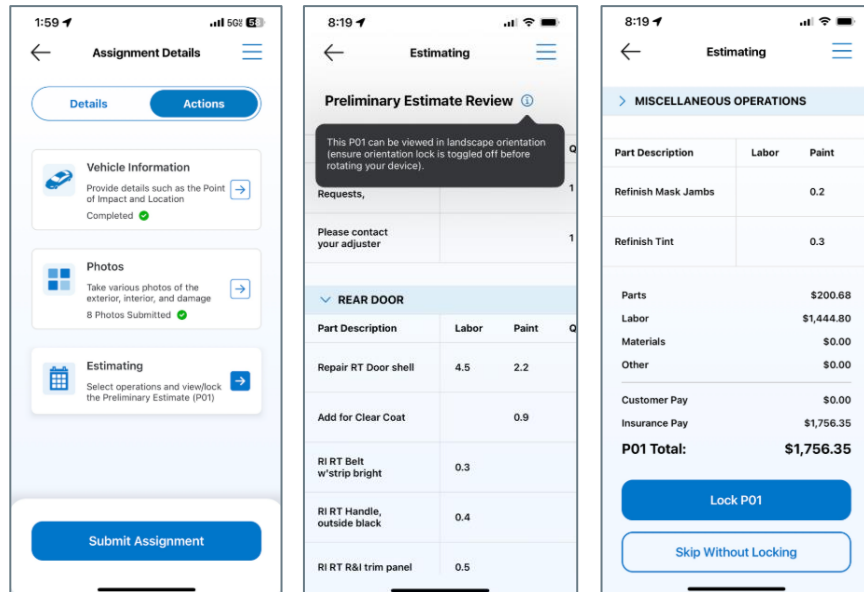 1:59
5G
Assignment Details
Details
Actions
Vehicle Information
Provide details such as the Point
of Impact and Location
Completed
Photos
Take various photos of the
exterior, interior, and damage
8 Photos Submitted
Estimating
Select operations and view/lock
the Preliminary Estimate (P01)
Submit Assignment
8:19
Estimating
Preliminary Estimate Review
This P01 can be viewed in landscape orientation
(ensure orientation lock is toggled off before
rotating your device).
Q
Requests,
1
Please contact
your adjuster
1
REAR DOOR
Part Description Labor Paint Q
Repair RT Door shell 4.5 2.2
Add for Clear Coat 0.9
RI RT Belt
w'strip bright
0.3
RI RT Handle,
outside black
0.4
RI RT R&I trim panel 0.5
8:19
Estimating
MISCELLANEOUS OPERATIONS
Part Description Labor Paint
Refinish Mask Jambs 0.2
Refinish Tint 0.3
Parts $200.68
Labor $1,444.80
Materials $0.00
Other $0.00
Customer Pay $0.00
Insurance Pay $1,756.35
P01 Total: $1,756.35
Lock P01
Skip Without Locking